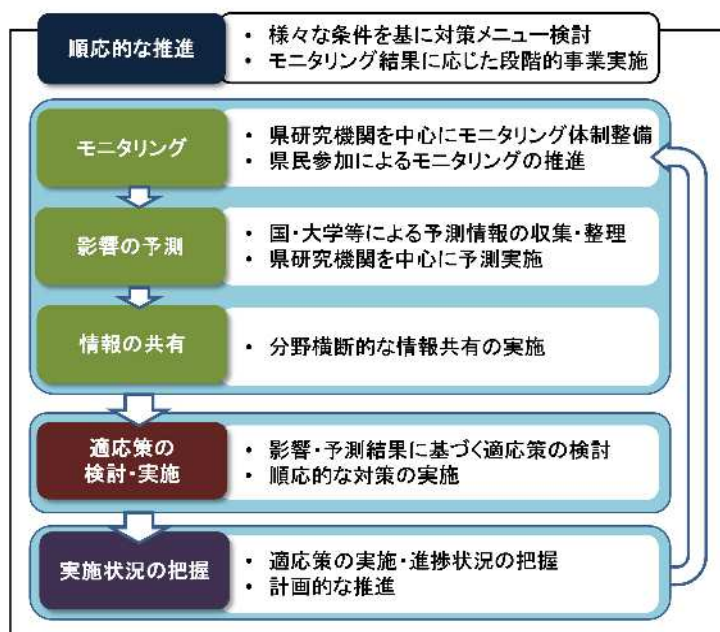 順応的な推進
• 様々な条件を基に対策メニュー検討
• モニタリング結果に応じた段階的事業実施
モニタリング
• 県研究機関を中心にモニタリング体制整備
• 県民参加によるモニタリングの推進
影響の予測
• 国・大学等による予測情報の収集・整理
• 県研究機関を中心に予測実施
情報の共有
• 分野横断的な情報共有の実施
適応策の
検討・実施
• 影響・予測結果に基づく適応策の検討
• 順応的な対策の実施
実施状況の把握
• 適応策の実施・進捗状況の把握
• 計画的な推進